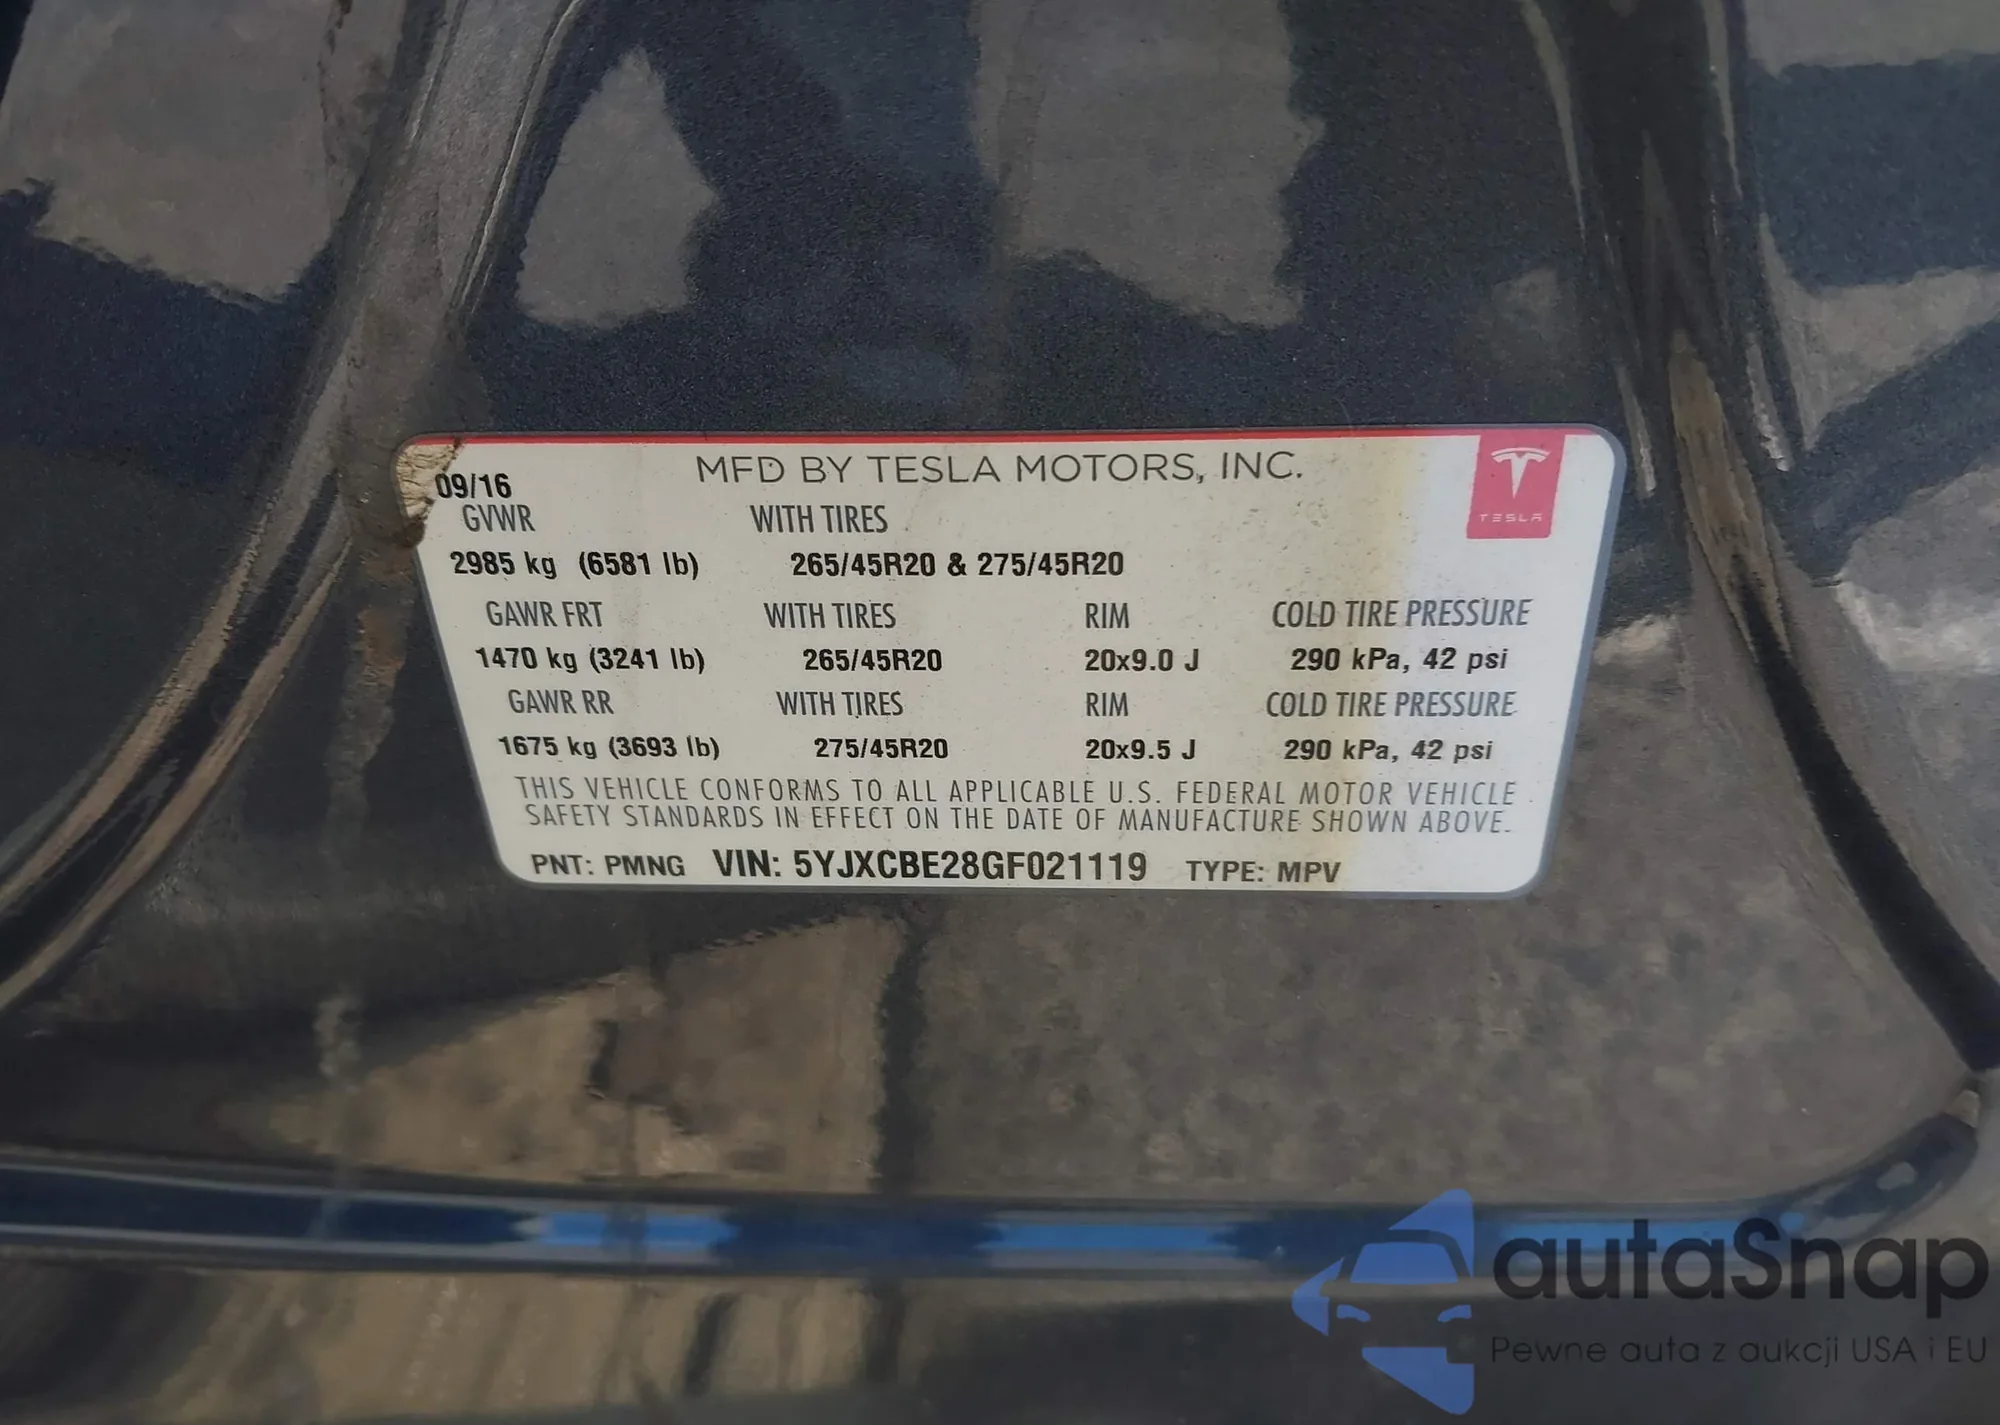 MFD BY TESLA MOTORS, INC.
TESLA
09/16
GVWR WITH TIRES
2985 kg (6581 lb) 265/45R20 & 275/45R20
GAWR FRT WITH TIRES RIM COLD TIRE PRESSURE
1470 kg (3241 lb) 265/45R20 20x9.0 J 290 kPa, 42 psi
GAWR RR WITH TIRES RIM COLD TIRE PRESSURE
1675 kg (3693 lb) 275/45R20 20x9.5 J 290 kPa, 42 psi
THIS VEHICLE CONFORMS TO ALL APPLICABLE U.S. FEDERAL MOTOR VEHICLE
SAFETY STANDARDS IN EFFECT ON THE DATE OF MANUFACTURE SHOWN ABOVE.
PNT: PMNG VIN: 5YJXCBE28GF021119 TYPE: MPV
autaSnap
Pewne auta z aukcji USA i EU